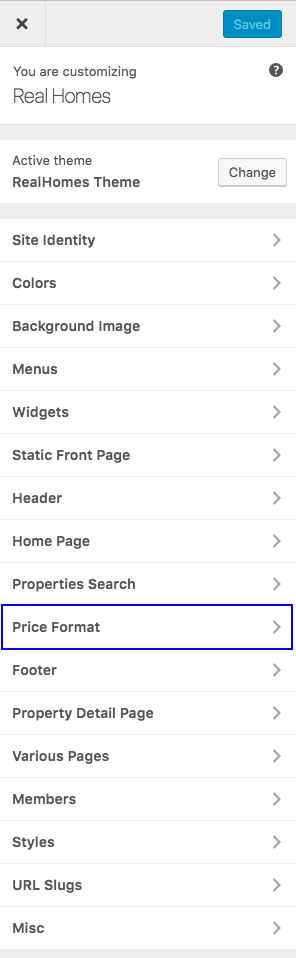 Saved
You are customizing
Real Homes
Active theme
RealHomes Theme
Change
Site Identity
Colors
Background Image
Menus
Widgets
Static Front Page
Header
Home Page
Properties Search
Price Format
Footer
Property Detail Page
Various Pages
Members
Styles
URL Slugs
Misc